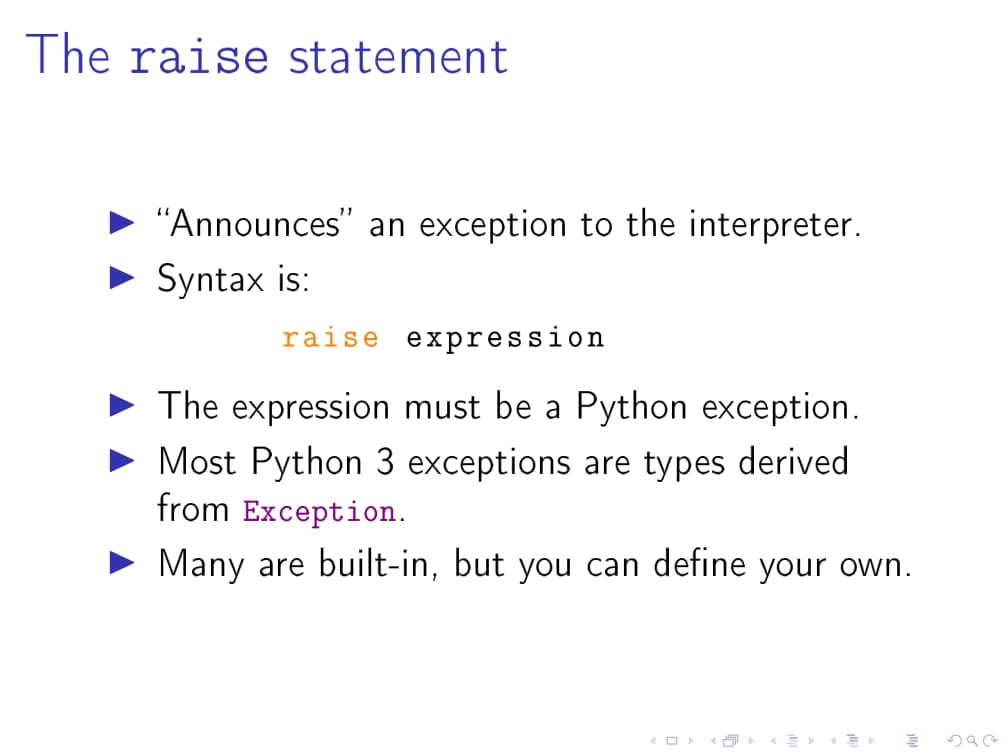 The raise statement
“Announces” an exception to the interpreter.
Syntax is:
raise expression
The expression must be a Python exception.
Most Python 3 exceptions are types derived
from Exception.
Many are built-in, but you can define your own.